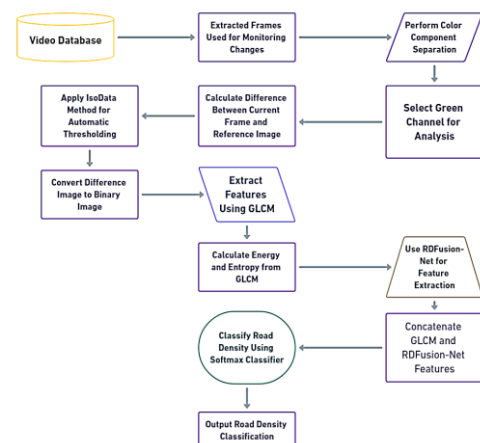 Video Database
Extracted Frames
Used for Monitoring
Changes
Perform Color
Component
Separation
Apply IsoData
Method for
Automatic
Thresholding
Calculate Difference
Between Current
Frame and
Reference Image
Select Green
Channel for
Analysis
Convert Difference
Image to Binary
Image
Extract
Features
Using GLCM
Calculate Energy
and Entropy from
GLCM
Use RDFusion-
Net for
Feature
Extraction
Concatenate
GLCM and
RDFusion-Net
Features
Classify Road
Density Using
Softmax Classifier
Output Road Density
Classification